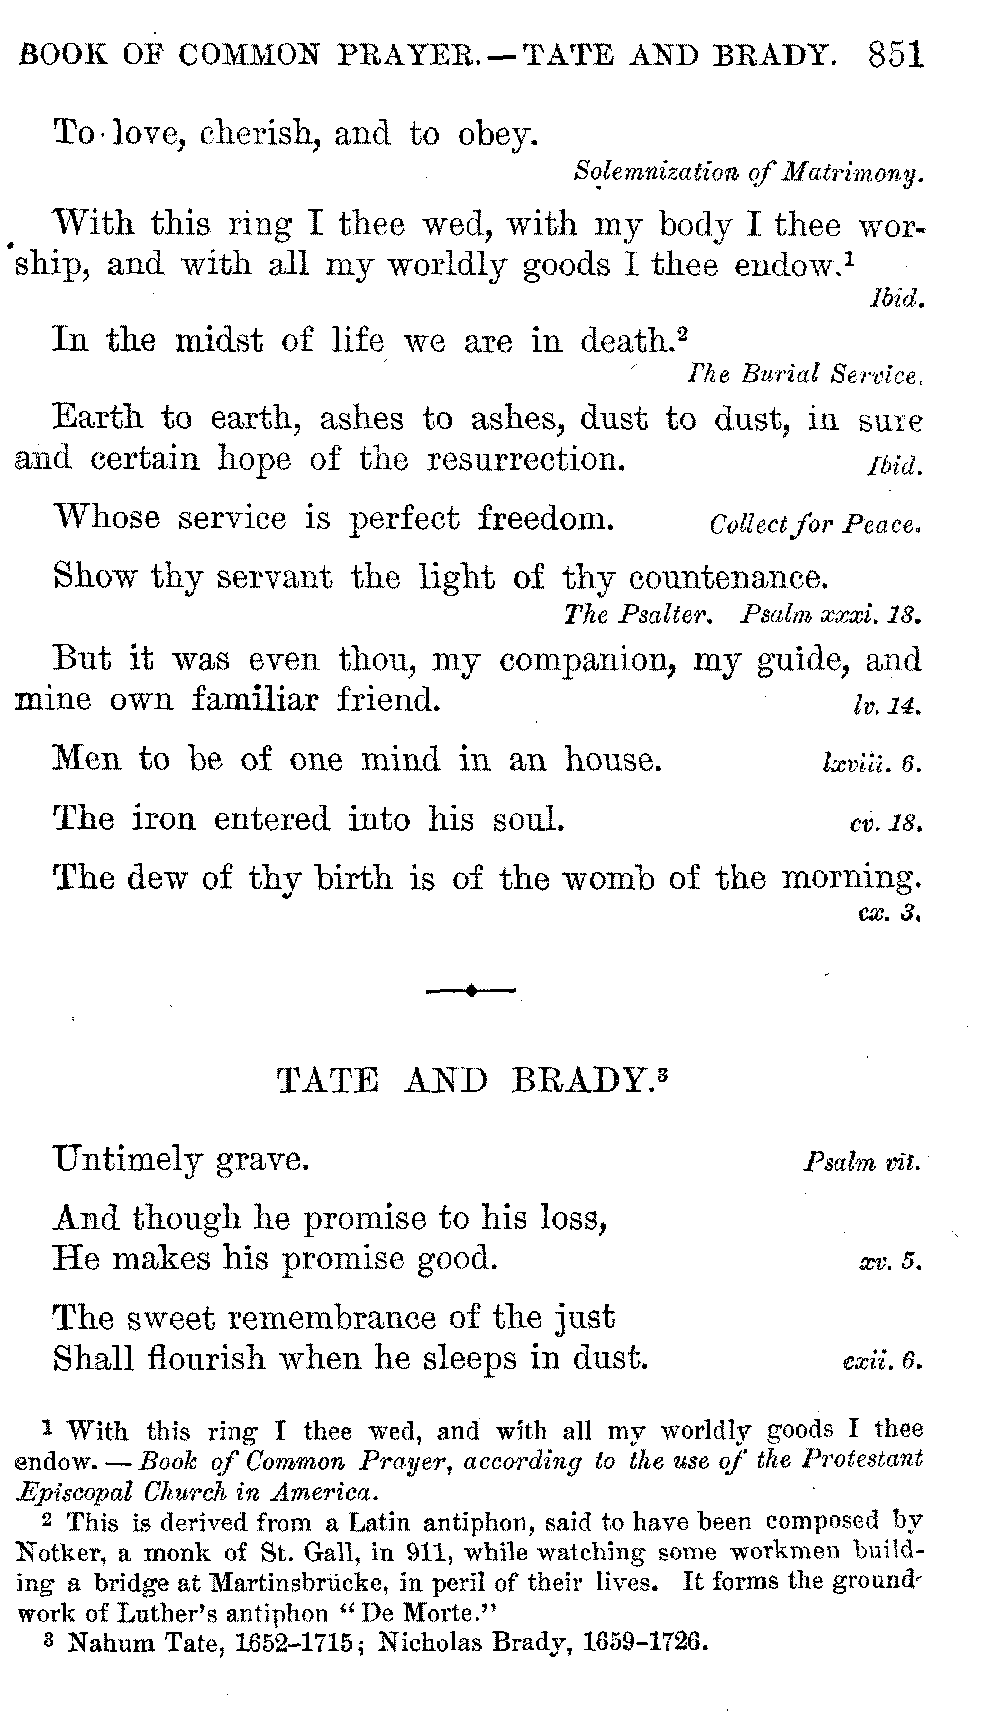 BOOK OF COMMON PRAYER.—TATE AND BRADY. 851
To love, cherish, and to obey.
Solemnization of Matrimony.
With this ring I thee wed, with my body I thee wor-
ship, and with all my worldly goods I thee endow.¹
Ibid.
In the midst of life we are in death.²
The Burial Service.
Earth to earth, ashes to ashes, dust to dust, in sure
and certain hope of the resurrection. Ibid.
Whose service is perfect freedom. Collect for Peace.
Show thy servant the light of thy countenance.
The Psalter. Psalm xxxi. 18.
But it was even thou, my companion, my guide, and
mine own familiar friend. lv. 14.
Men to be of one mind in an house. lxviii. 6.
The iron entered into his soul. cv. 18.
The dew of thy birth is of the womb of the morning.
cx. 3.
TATE AND BRADY.³
Untimely grave. Psalm vii.
And though he promise to his loss,
He makes his promise good. xv. 5.
The sweet remembrance of the just
Shall flourish when he sleeps in dust. cxii. 6.
1 With this ring I thee wed, and with all my worldly goods I thee
endow. — Book of Common Prayer, according to the use of the Protestant
Episcopal Church in America.
2 This is derived from a Latin antiphon, said to have been composed by
Notker, a monk of St. Gall, in 911, while watching some workmen build-
ing a bridge at Martinsbrücke, in peril of their lives. It forms the ground-
work of Luther's antiphon “De Morte.”
3 Nahum Tate, 1652–1715; Nicholas Brady, 1659–1726.